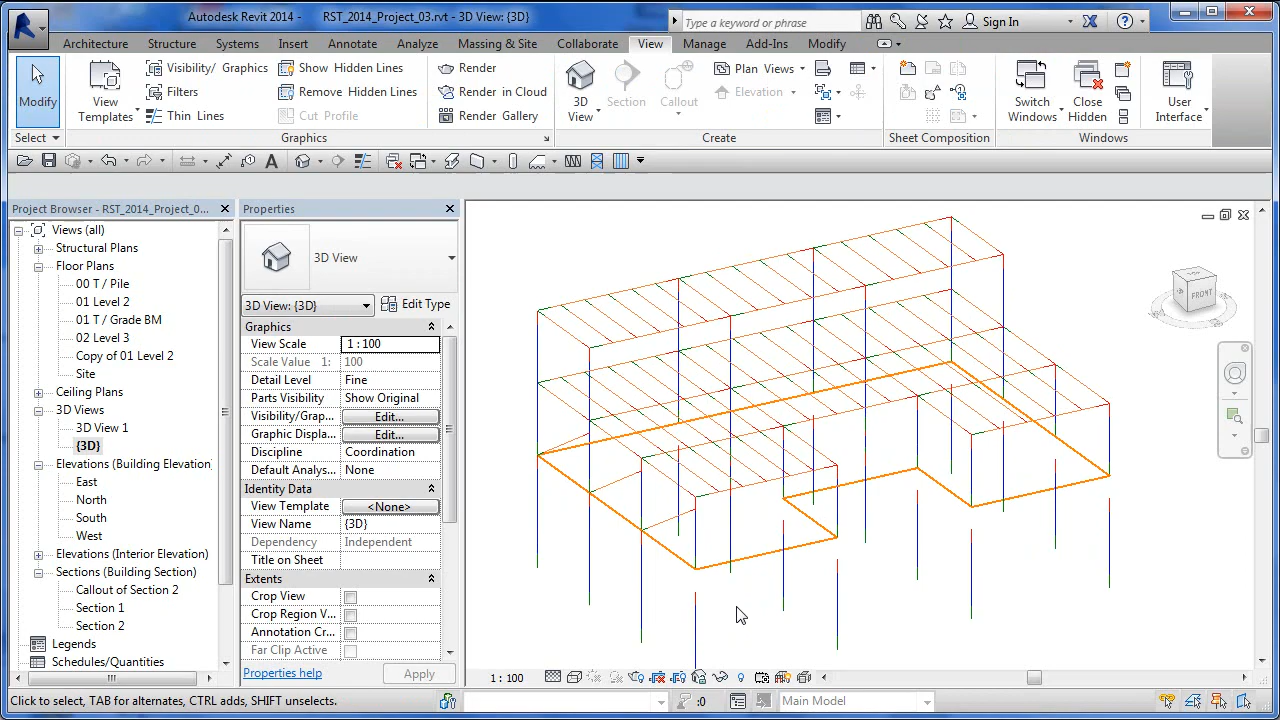 Autodesk Revit 2014 - RST_2014_Project_03.rvt - 3D View: {3D}
Type a keyword or phrase
Sign In
Architecture Structure Systems Insert Annotate Analyze Massing & Site Collaborate View Manage Add-Ins Modify
Modify
View
Templates
Visibility/ Graphics
Filters
Thin Lines
Show Hidden Lines
Remove Hidden Lines
Cut Profile
Render
Render in Cloud
Render Gallery
3D
View
Section
Callout
Plan Views
Elevation
Switch
Windows
Close
Hidden
User
Interface
Select Graphics Create Sheet Composition Windows
Project Browser - RST_2014_Project_0...
Views (all)
Structural Plans
Floor Plans
00 T / Pile
01 Level 2
01 T / Grade BM
02 Level 3
Copy of 01 Level 2
Site
Ceiling Plans
3D Views
3D View 1
{3D}
Elevations (Building Elevation)
East
North
South
West
Elevations (Interior Elevation)
Sections (Building Section)
Callout of Section 2
Section 1
Section 2
Legends
Schedules/Quantities
Properties
3D View
3D View: {3D} Edit Type
Graphics
View Scale 1 : 100
Scale Value 1: 100
Detail Level Fine
Parts Visibility Show Original
Visibility/Grap... Edit...
Graphic Displa... Edit...
Discipline Coordination
Default Analys... None
Identity Data
View Template <None>
View Name {3D}
Dependency Independent
Title on Sheet
Extents
Crop View
Crop Region V...
Annotation Cr...
Far Clip Active
Properties help Apply
FRONT
1 : 100
Click to select, TAB for alternates, CTRL adds, SHIFT unselects.
:0
Main Model